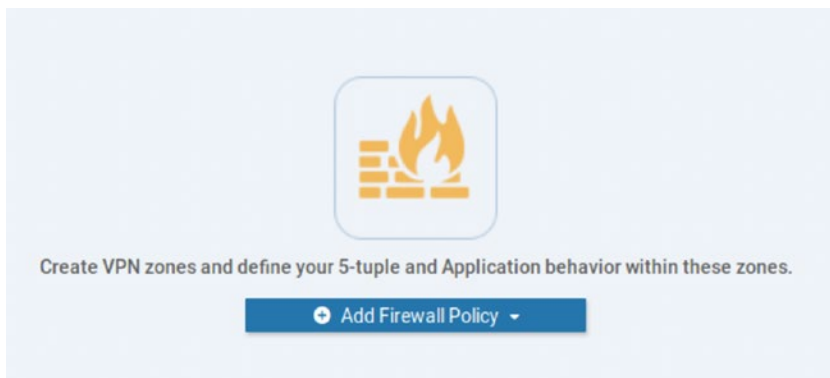 Create VPN zones and define your 5-tuple and Application behavior within these zones.
Add Firewall Policy